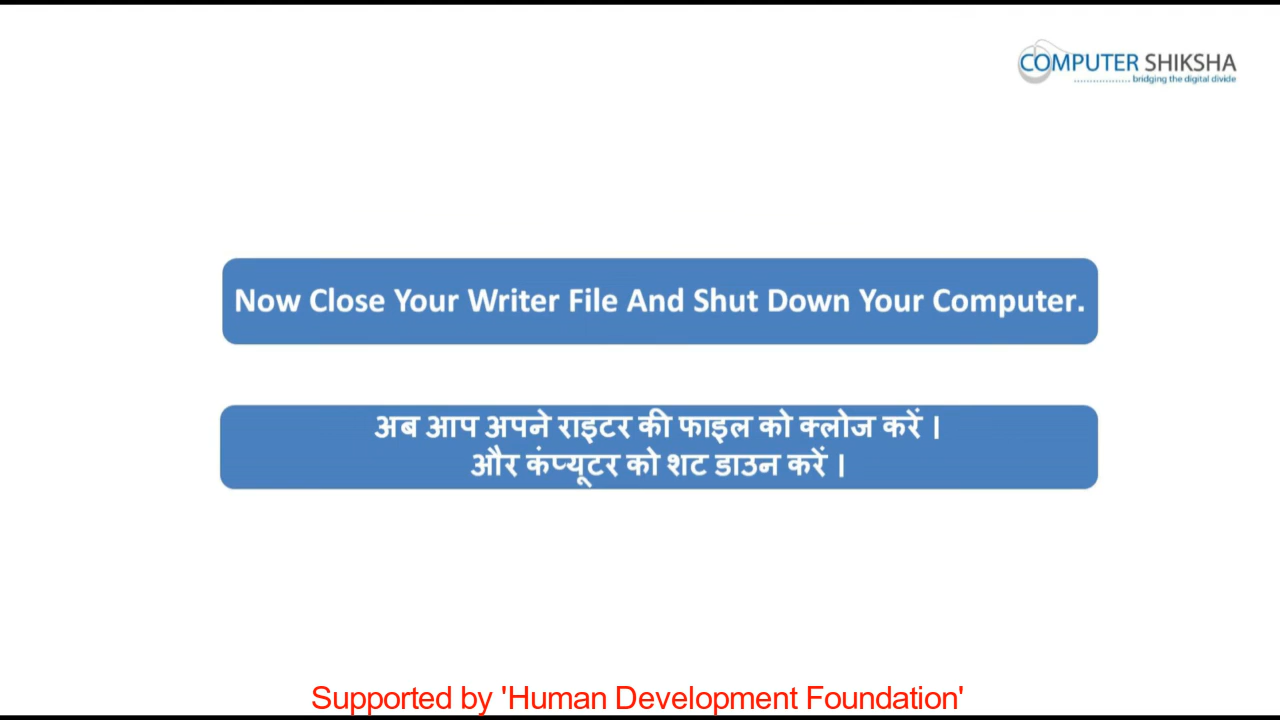 COMPUTER SHIKSHA
.................. bridging the digital divide
Now Close Your Writer File And Shut Down Your Computer.
अब आप अपने राइटर की फाइल को क्लोज करें ।
और कंप्यूटर को शट डाउन करें ।
Supported by 'Human Development Foundation'